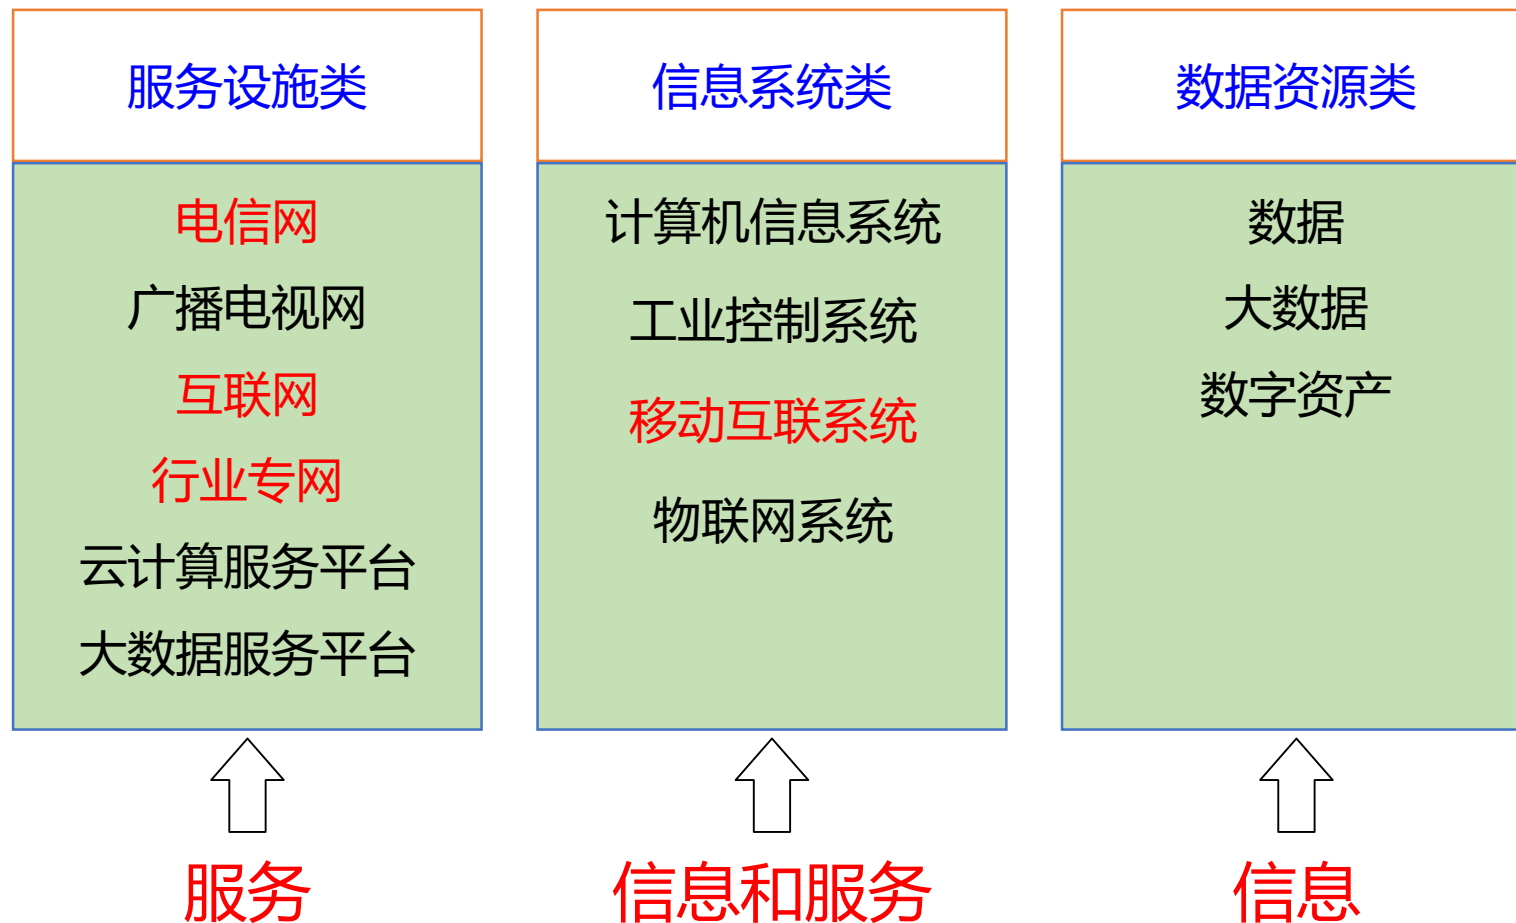 服务设施类
电信网
广播电视网
互联网
行业专网
云计算服务平台
大数据服务平台
服务
信息系统类
计算机信息系统
工业控制系统
移动互联系统
物联网系统
信息和服务
数据资源类
数据
大数据
数字资产
信息